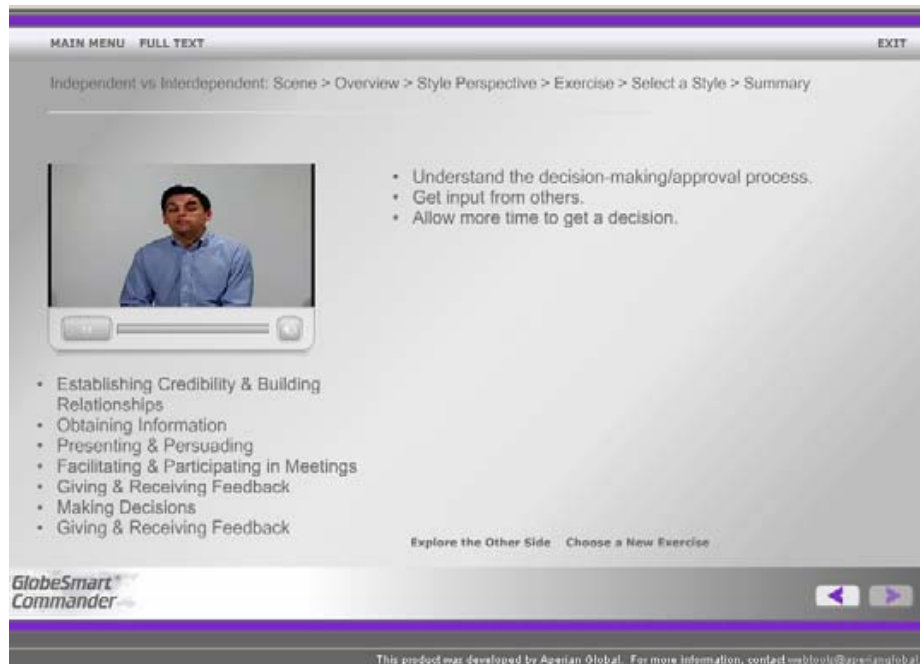 MAIN MENU FULL TEXT EXIT
Independent vs Interdependent: Scene > Overview > Style Perspective > Exercise > Select a Style > Summary
• Understand the decision-making/approval process.
• Get input from others.
• Allow more time to get a decision.
• Establishing Credibility & Building
Relationships
• Obtaining Information
• Presenting & Persuading
• Facilitating & Participating in Meetings
• Giving & Receiving Feedback
• Making Decisions
• Giving & Receiving Feedback
Explore the Other Side Choose a New Exercise
GlobeSmart
Commander
This product was developed by Aperian Global. For more information, contact webtools@aperianglobal